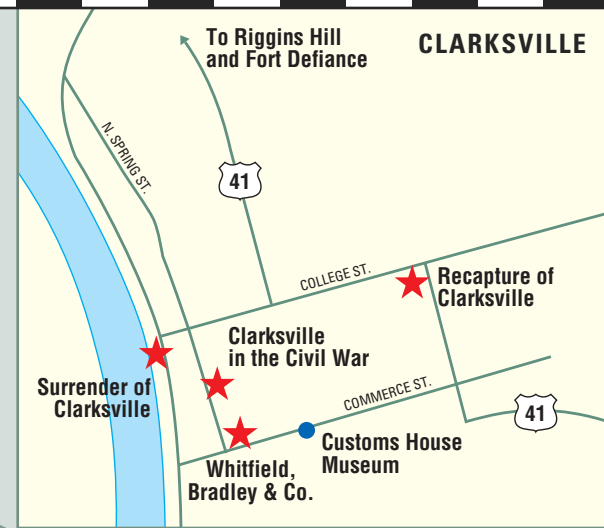 To Riggins Hill
and Fort Defiance
CLARKSVILLE
N. SPRING ST.
41
COLLEGE ST.
Recapture of
Clarksville
Clarksville
in the Civil War
Surrender of
Clarksville
COMMERCE ST.
41
Customs House
Museum
Whitfield,
Bradley & Co.